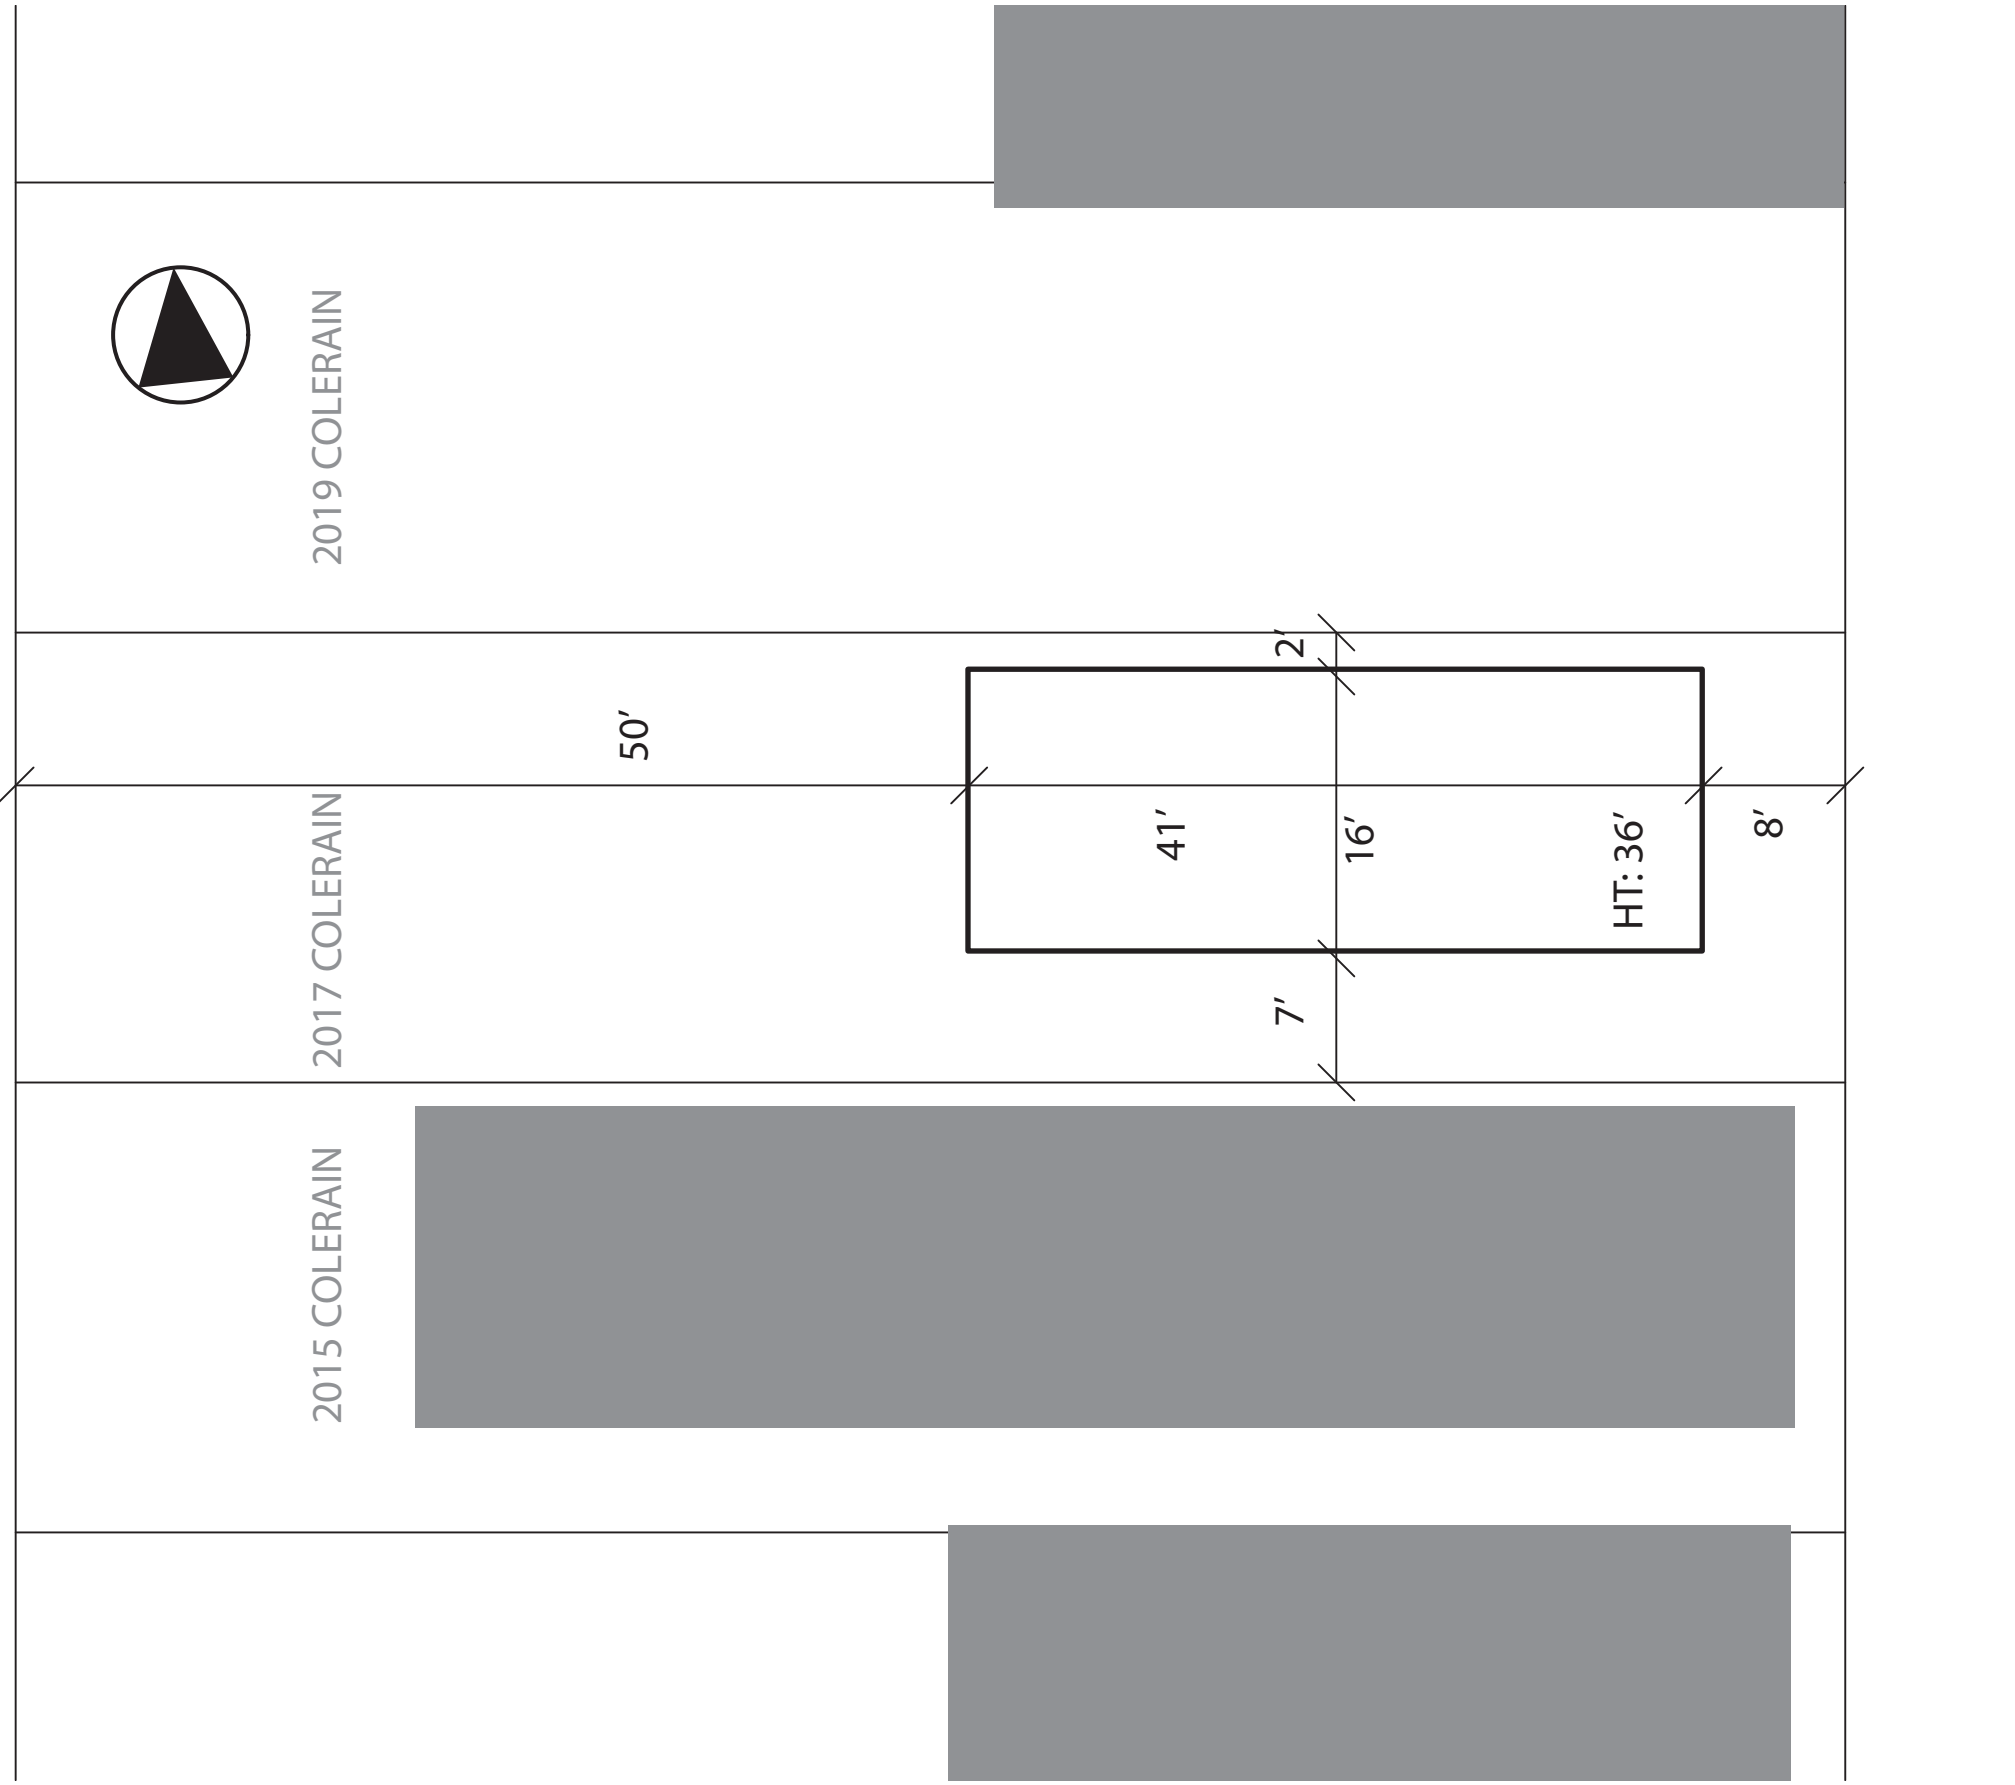 2019 COLERAIN
2’
50’
2017 COLERAIN
41’
16’
HT: 36’
8’
7’
2015 COLERAIN